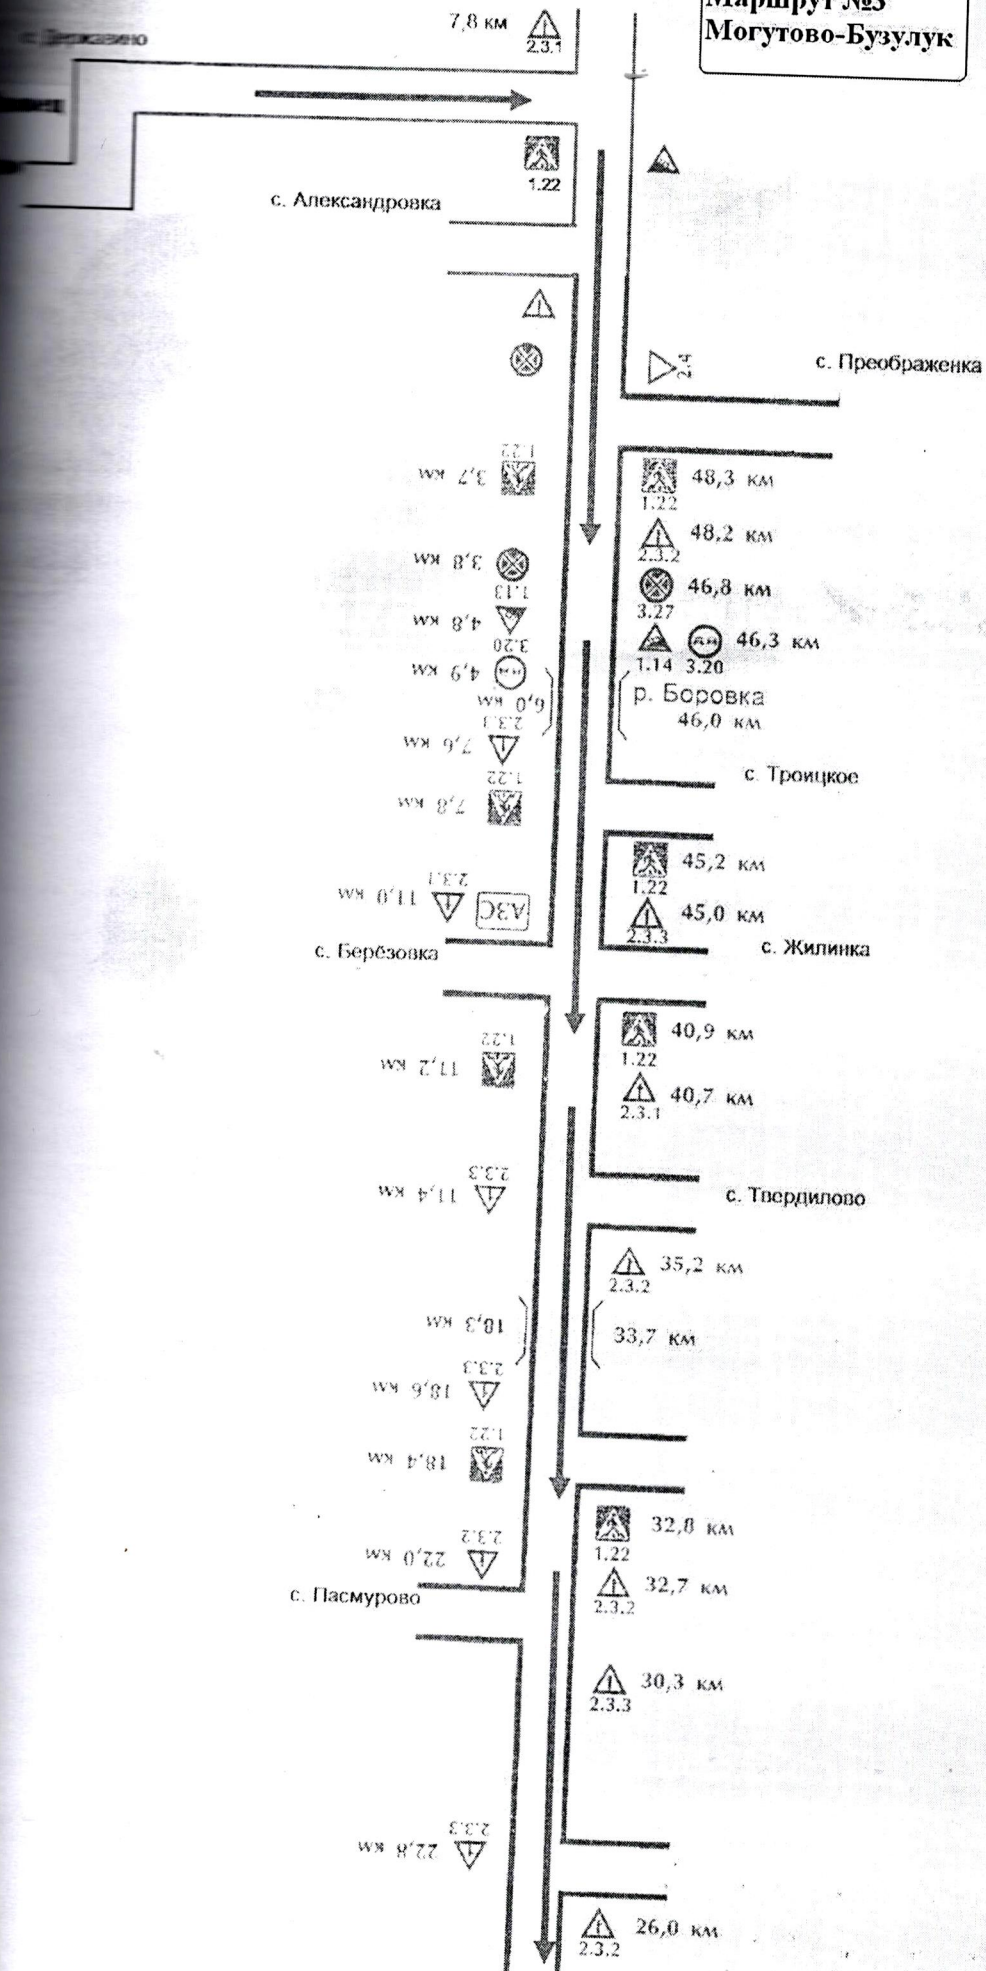 Маршрут №3
Могутово-Бузулук
7,8 км
2.3.1
с. Державино
1.22
с. Александровка
2.4
с. Преображенка
1.22
3,7 км
48,3 км
1.22
48,2 км
2.3.2
3,8 км
46,8 км
3.27
1.13
4,8 км
46,3 км
1.14 3.20
3.20
4,9 км
6,0 км
р. Боровка
46,0 км
2.3.1
7,6 км
с. Троицкое
1.22
7,8 км
45,2 км
1.22
2.3.1
11,0 км
АЗС
45,0 км
2.3.3
с. Жилинка
с. Берёзовка
1.22
11,2 км
40,9 км
1.22
40,7 км
2.3.1
2.3.3
11,4 км
с. Твердилово
35,2 км
2.3.2
18,3 км
33,7 км
2.3.3
18,6 км
1.22
18,4 км
32,8 км
1.22
2.3.2
22,0 км
32,7 км
2.3.2
с. Пасмурово
30,3 км
2.3.3
2.3.3
22,8 км
26,0 км
2.3.2